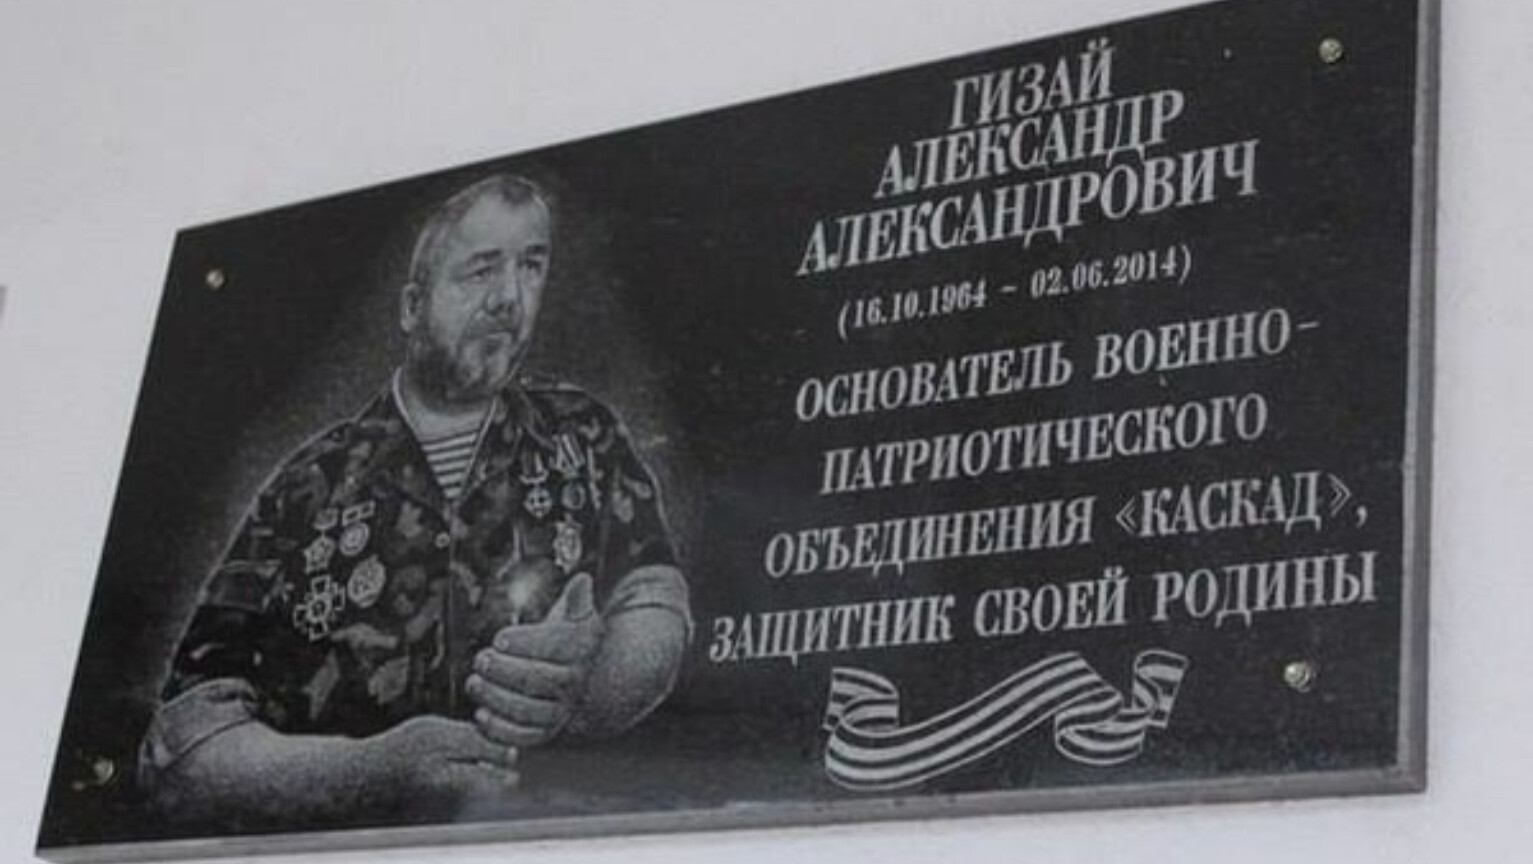 ГИЗАЙ
АЛЕКСАНДР
АЛЕКСАНДРОВИЧ
(16.10.1964 - 02.06.2014)
ОСНОВАТЕЛЬ ВОЕННО-
ПАТРИОТИЧЕСКОГО
ОБЪЕДИНЕНИЯ «КАСКАД»,
ЗАЩИТНИК СВОЕЙ РОДИНЫ